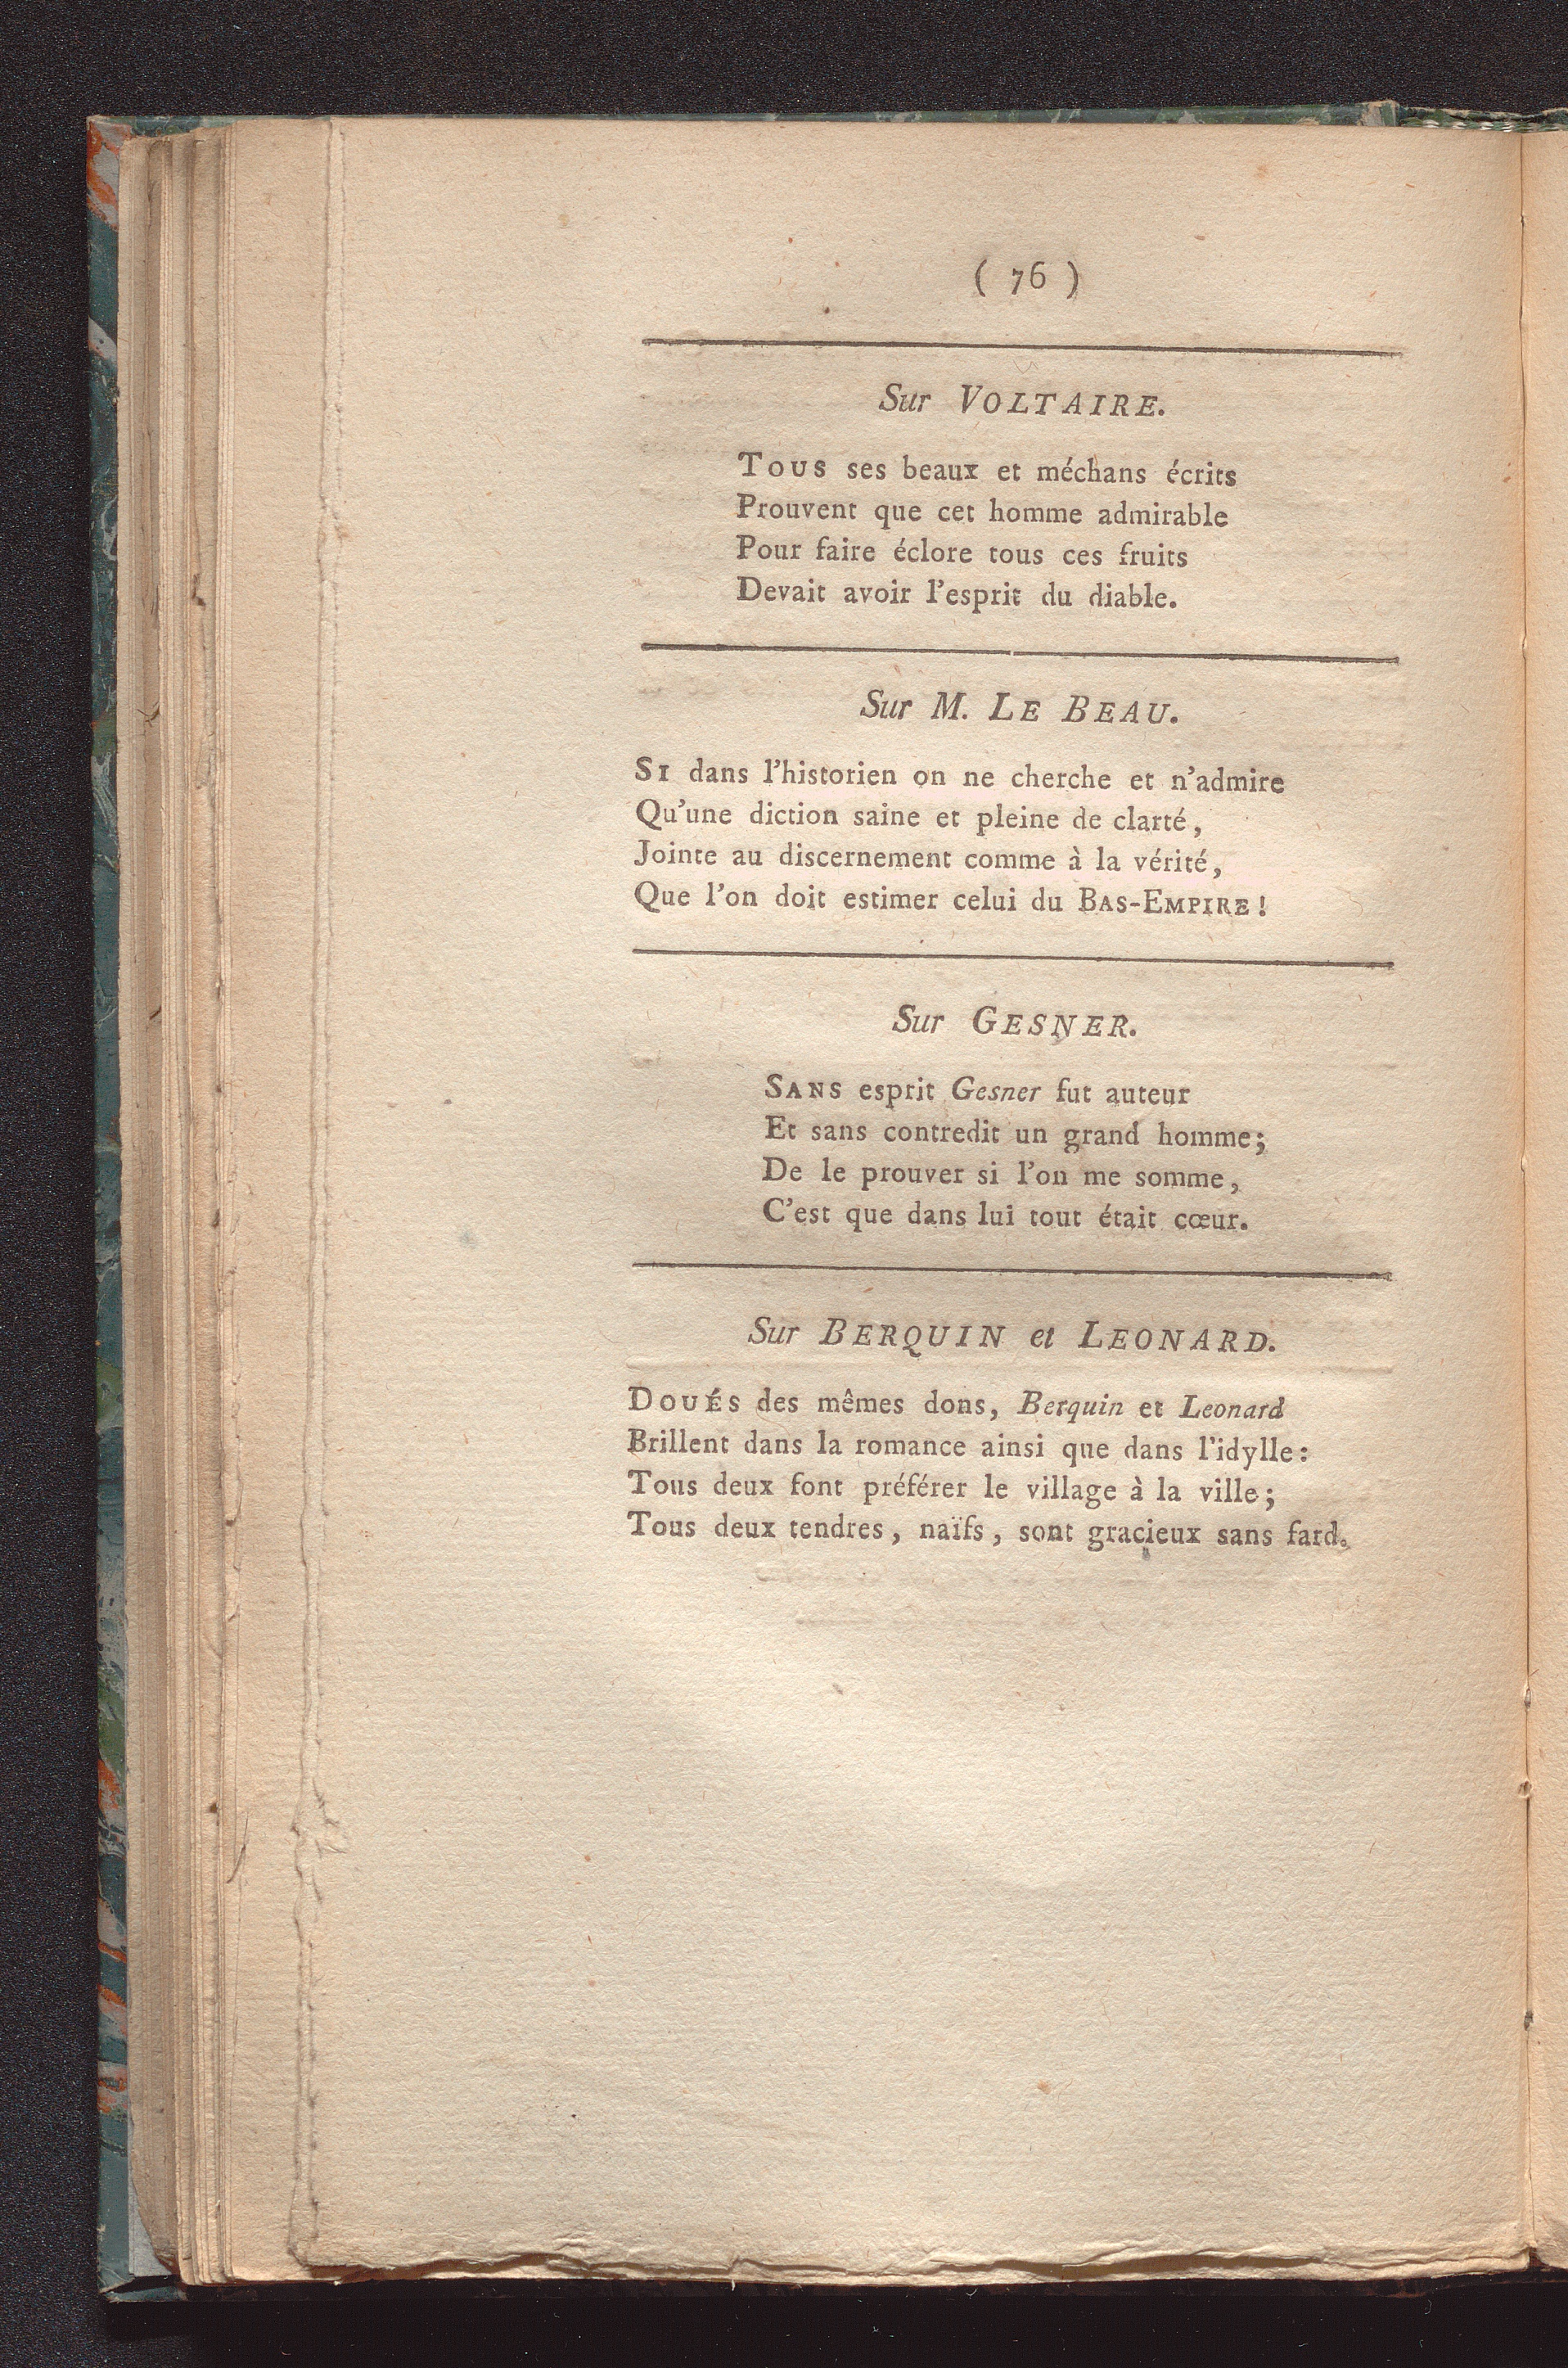 ( 76 )
Sur VOLTAIRE.
Tous ses beaux et méchans écrits
Prouvent que cet homme admirable
Pour faire éclore tous ces fruits
Devait avoir l'esprit du diable.
Sur M. LE BEAU.
SI dans l'historien on ne cherche et n'admire
Qu'une diction saine et pleine de clarté,
Jointe au discernement comme à la vérité,
Que l'on doit estimer celui du BAS-EMPIRE!
Sur GESNER.
SANS esprit Gesner fut auteur
Et sans contredit un grand homme;
De le prouver si l'on me somme,
C'est que dans lui tout était cœur.
Sur BERQUIN et LEONARD.
DOUÉS des mêmes dons, Berquin et Leonard
Brillent dans la romance ainsi que dans l'idylle:
Tous deux font préférer le village à la ville;
Tous deux tendres, naïfs, sont gracieux sans fard.